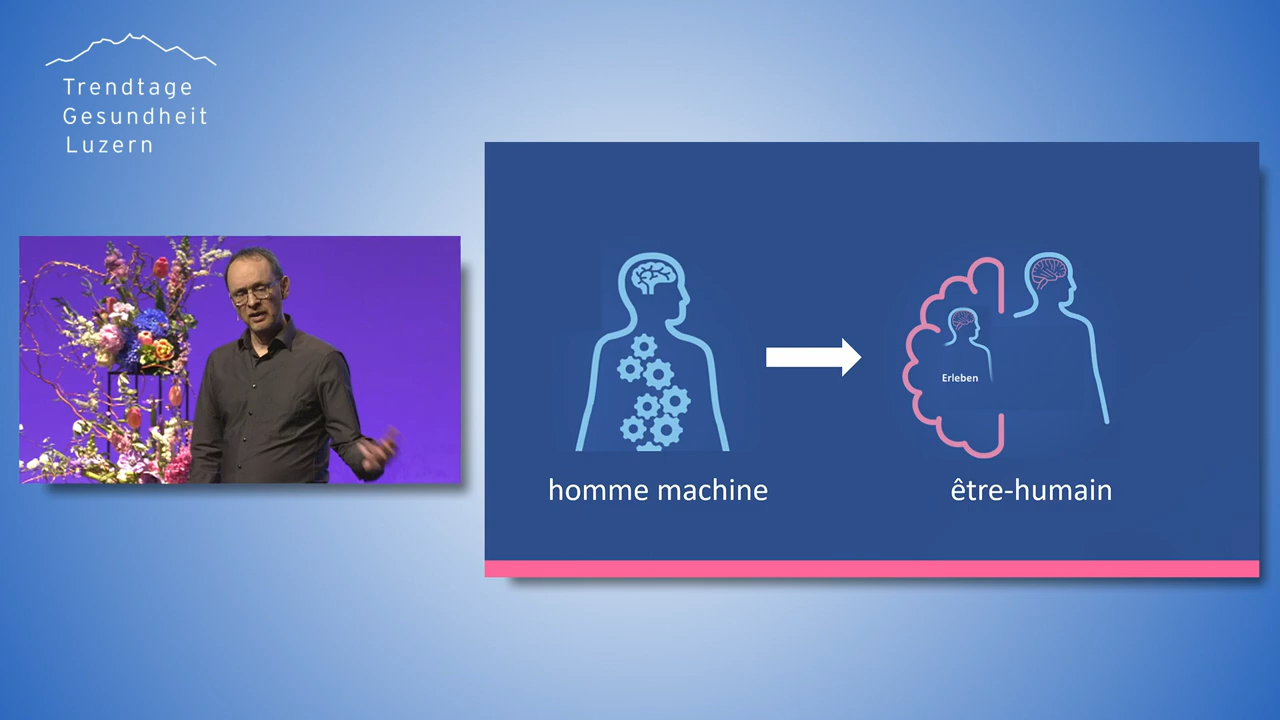 Trendtage
Gesundheit
Luzern
Erleben
homme machine
être-humain